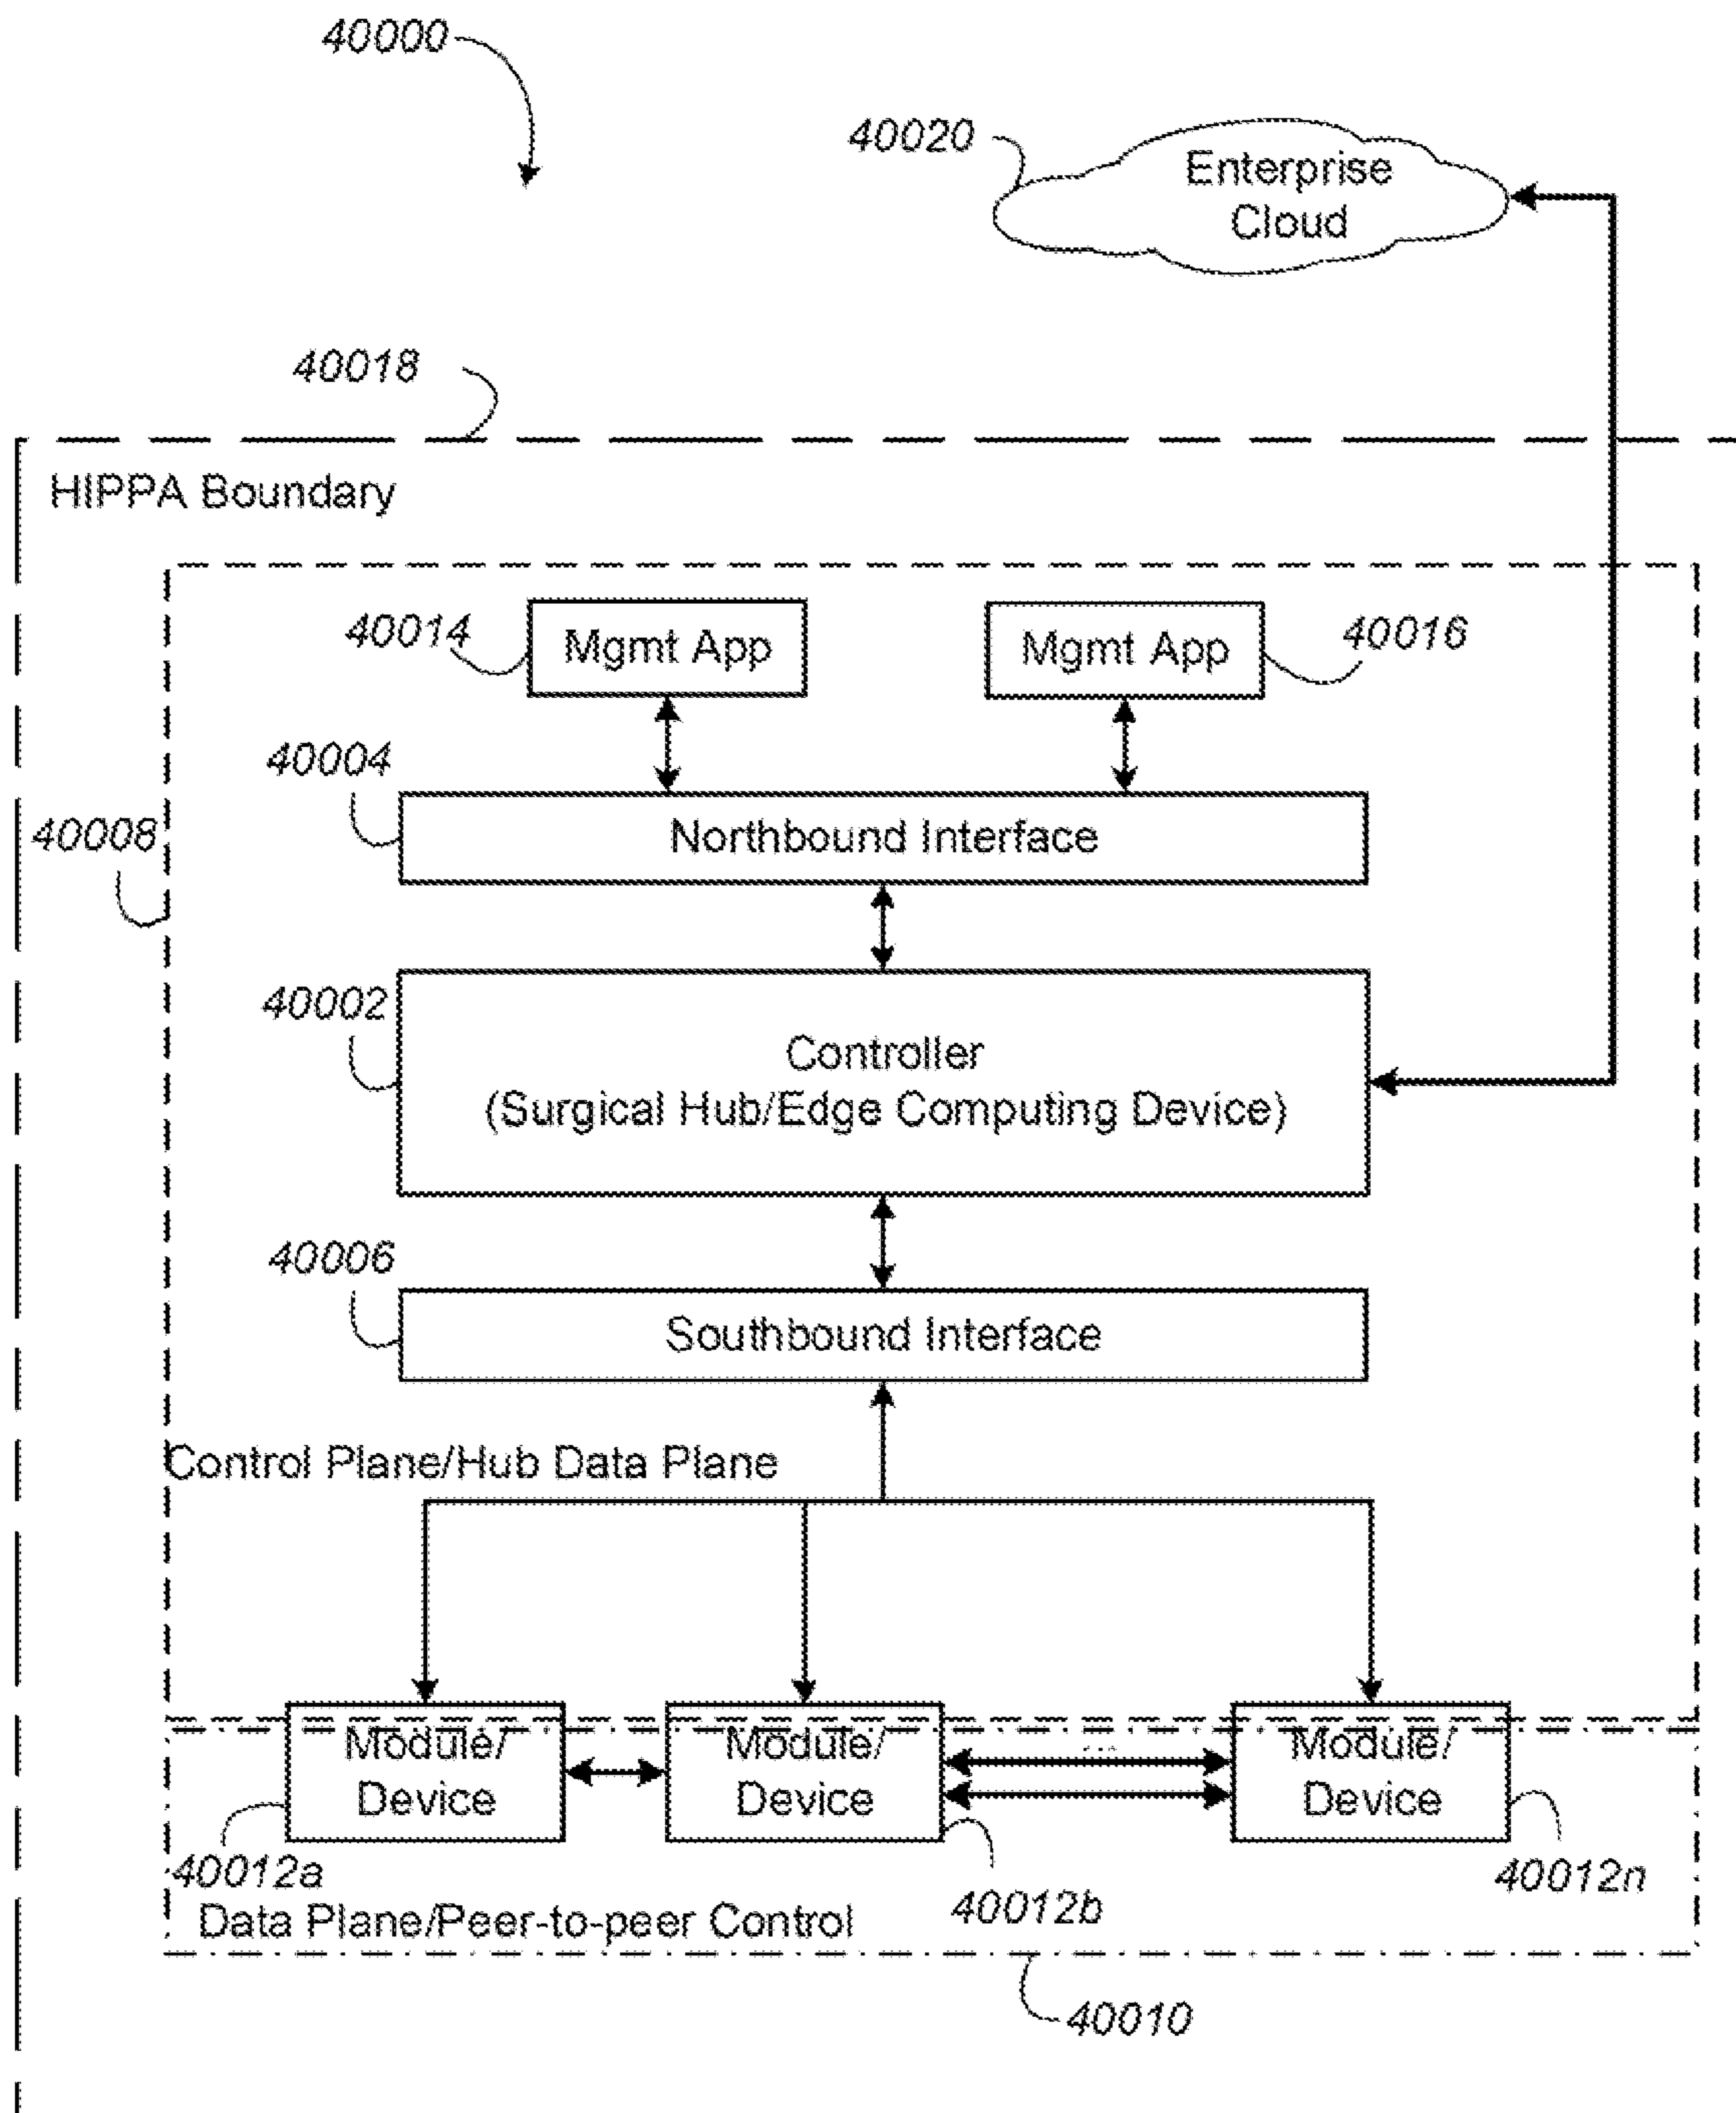 40000
40020
Enterprise
Cloud
40018
HIPPA Boundary
40014
Mgmt App
Mgmt App
40016
40004
Northbound Interface
40008
40002
Controller
(Surgical Hub/Edge Computing Device)
40006
Southbound Interface
Control Plane/Hub Data Plane
Module/
Device
Module/
Device
...
Module/
Device
40012a
40012b
40012n
Data Plane/Peer-to-peer Control
40010